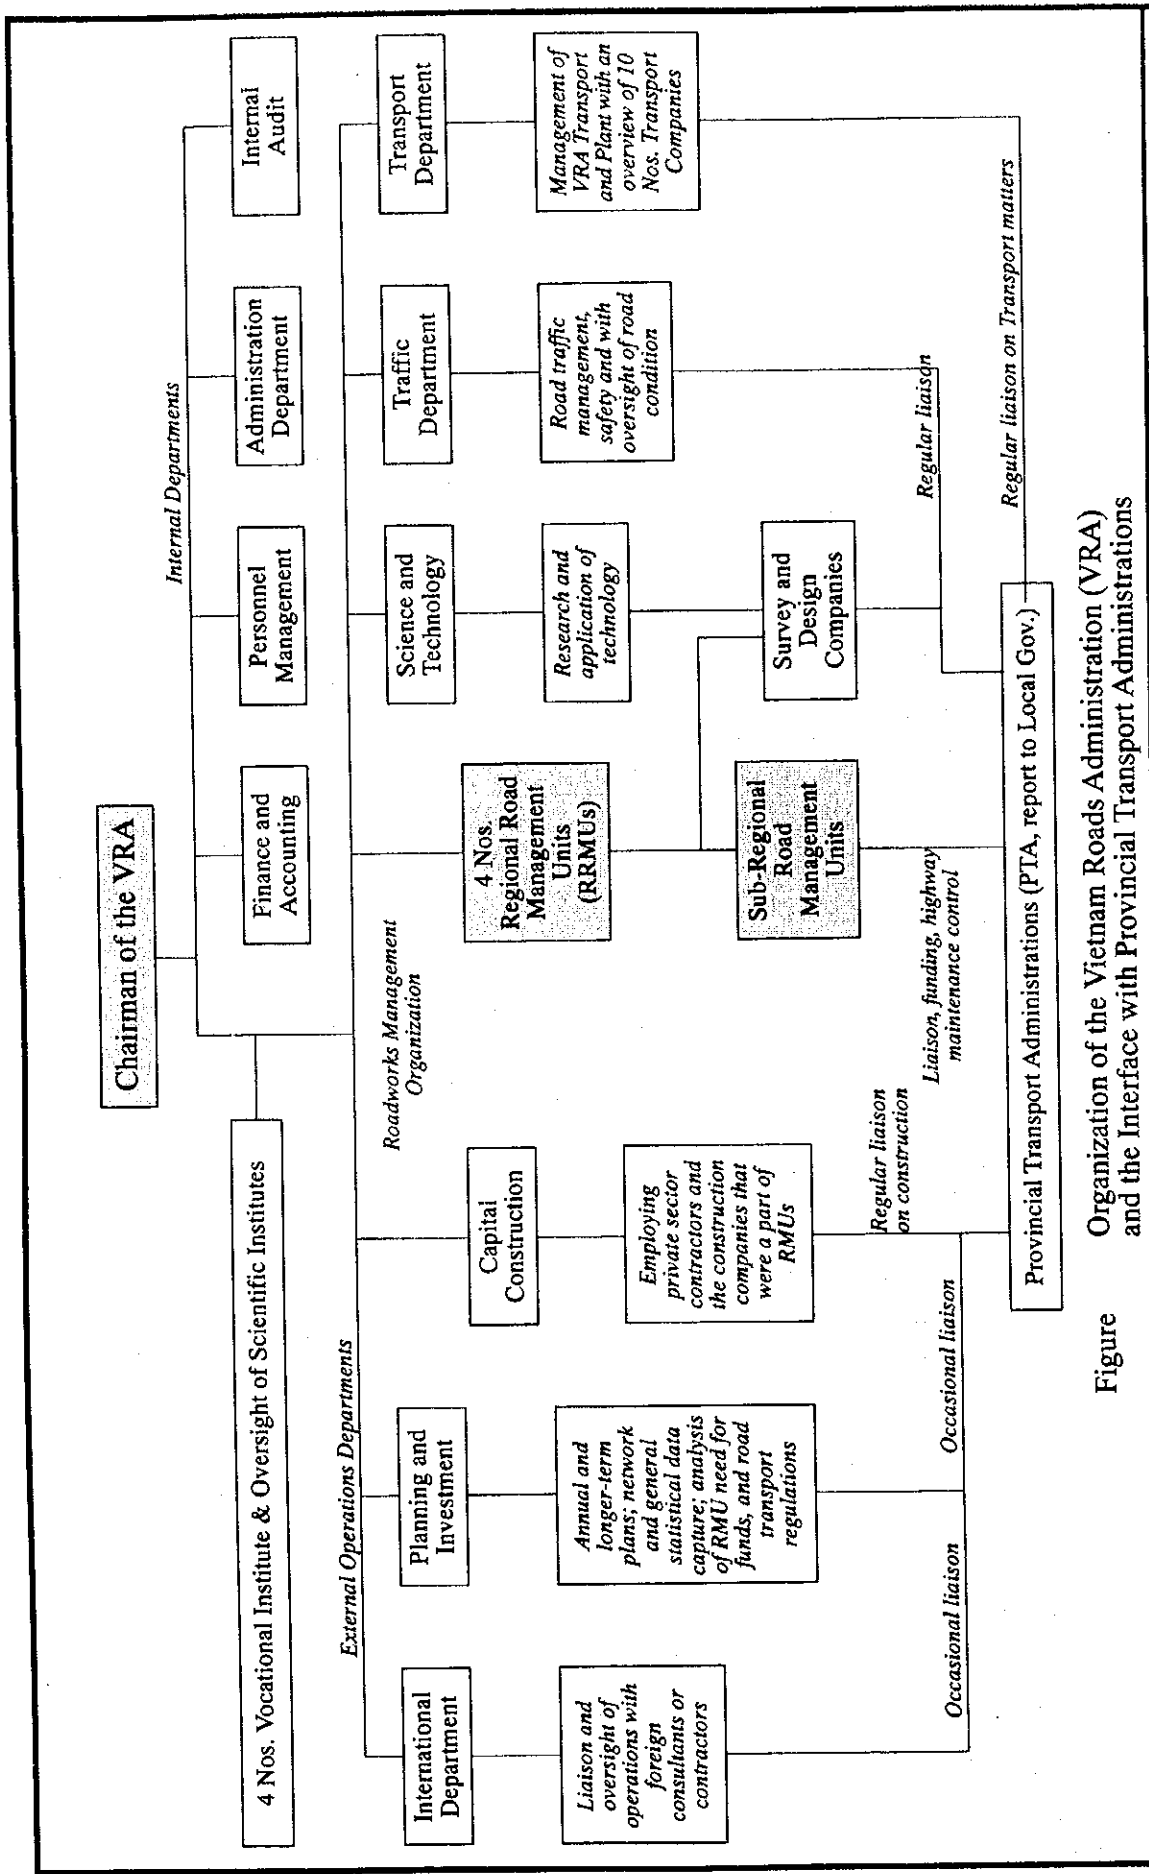 Chairman of the VRA
Internal Departments
4 Nos. Vocational Institute & Oversight of Scientific Institutes
Finance and
Accounting
Personnel
Management
Administration
Department
Internal
Audit
External Operations Departments
Roadworks Management
Organization
International
Department
Planning and
Investment
Capital
Construction
4 Nos.
Regional Road
Management
Units
(RRMUs)
Science and
Technology
Traffic
Department
Transport
Department
Liaison and
oversight of
operations with
foreign
consultants or
contractors
Annual and
longer-term
plans; network
and general
statistical data
capture; analysis
of RMU need for
funds, and road
transport
regulations
Employing
private sector
contractors and
the construction
companies that
were a part of
RMUs
Research and
application of
technology
Road traffic
management,
safety and with
oversight of road
condition
Management of
VRA Transport
and Plant with an
overview of 10
Nos. Transport
Companies
Sub-Regional
Road
Management
Units
Survey and
Design
Companies
Occasional liaison
Occasional liaison
Regular liaison
on construction
Liaison, funding, highway
maintenance control
Regular liaison
Regular liaison on Transport matters
Provincial Transport Administrations (PTA, report to Local Gov.)
Figure Organization of the Vietnam Roads Administration (VRA)
and the Interface with Provincial Transport Administrations